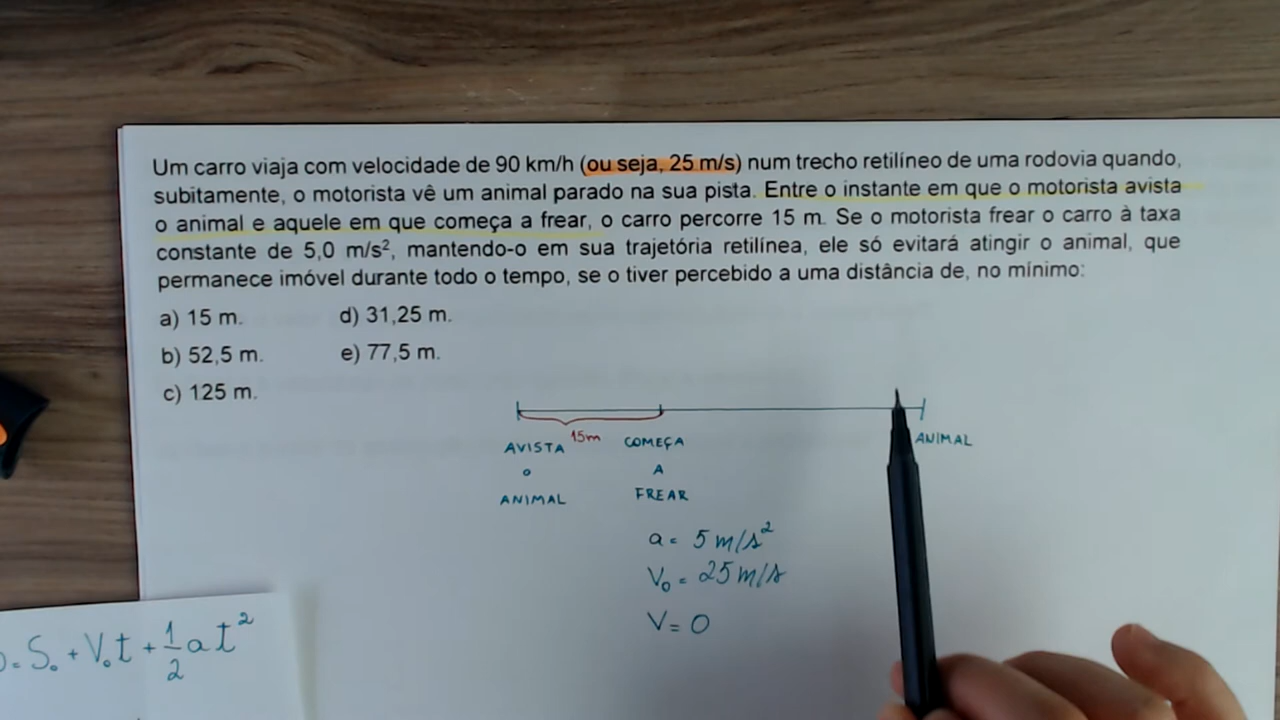 Um carro viaja com velocidade de 90 km/h (ou seja, 25 m/s) num trecho retilíneo de uma rodovia quando,
subitamente, o motorista vê um animal parado na sua pista. Entre o instante em que o motorista avista
o animal e aquele em que começa a frear, o carro percorre 15 m. Se o motorista frear o carro à taxa
constante de 5,0 m/s², mantendo-o em sua trajetória retilínea, ele só evitará atingir o animal, que
permanece imóvel durante todo o tempo, se o tiver percebido a uma distância de, no mínimo:
a) 15 m. d) 31,25 m.
b) 52,5 m. e) 77,5 m.
c) 125 m.
15m
AVISTA COMEÇA ANIMAL
O A
ANIMAL FREAR
a = 5 m/s²
V₀ = 25 m/s
V = 0
= S₀ + V₀t + 1/2 at²